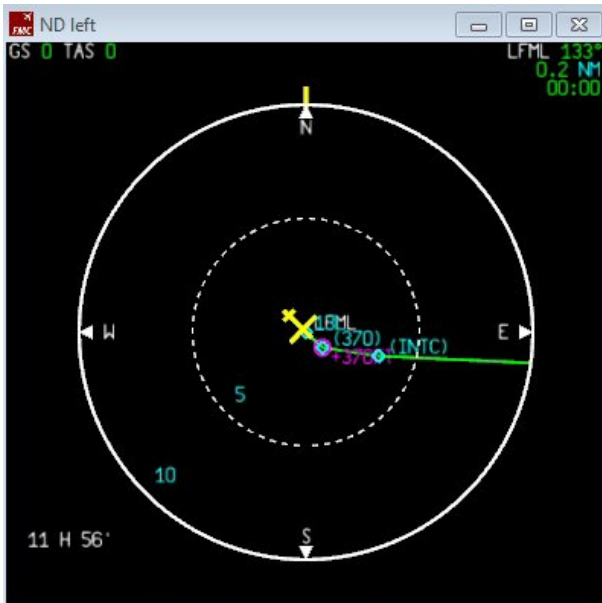 FMC ND left
GS 0 TAS 0
LFML 133°
0.2 NM
00:00
N
W
E
(370)
(INTC)
5
10
S
11 H 56'